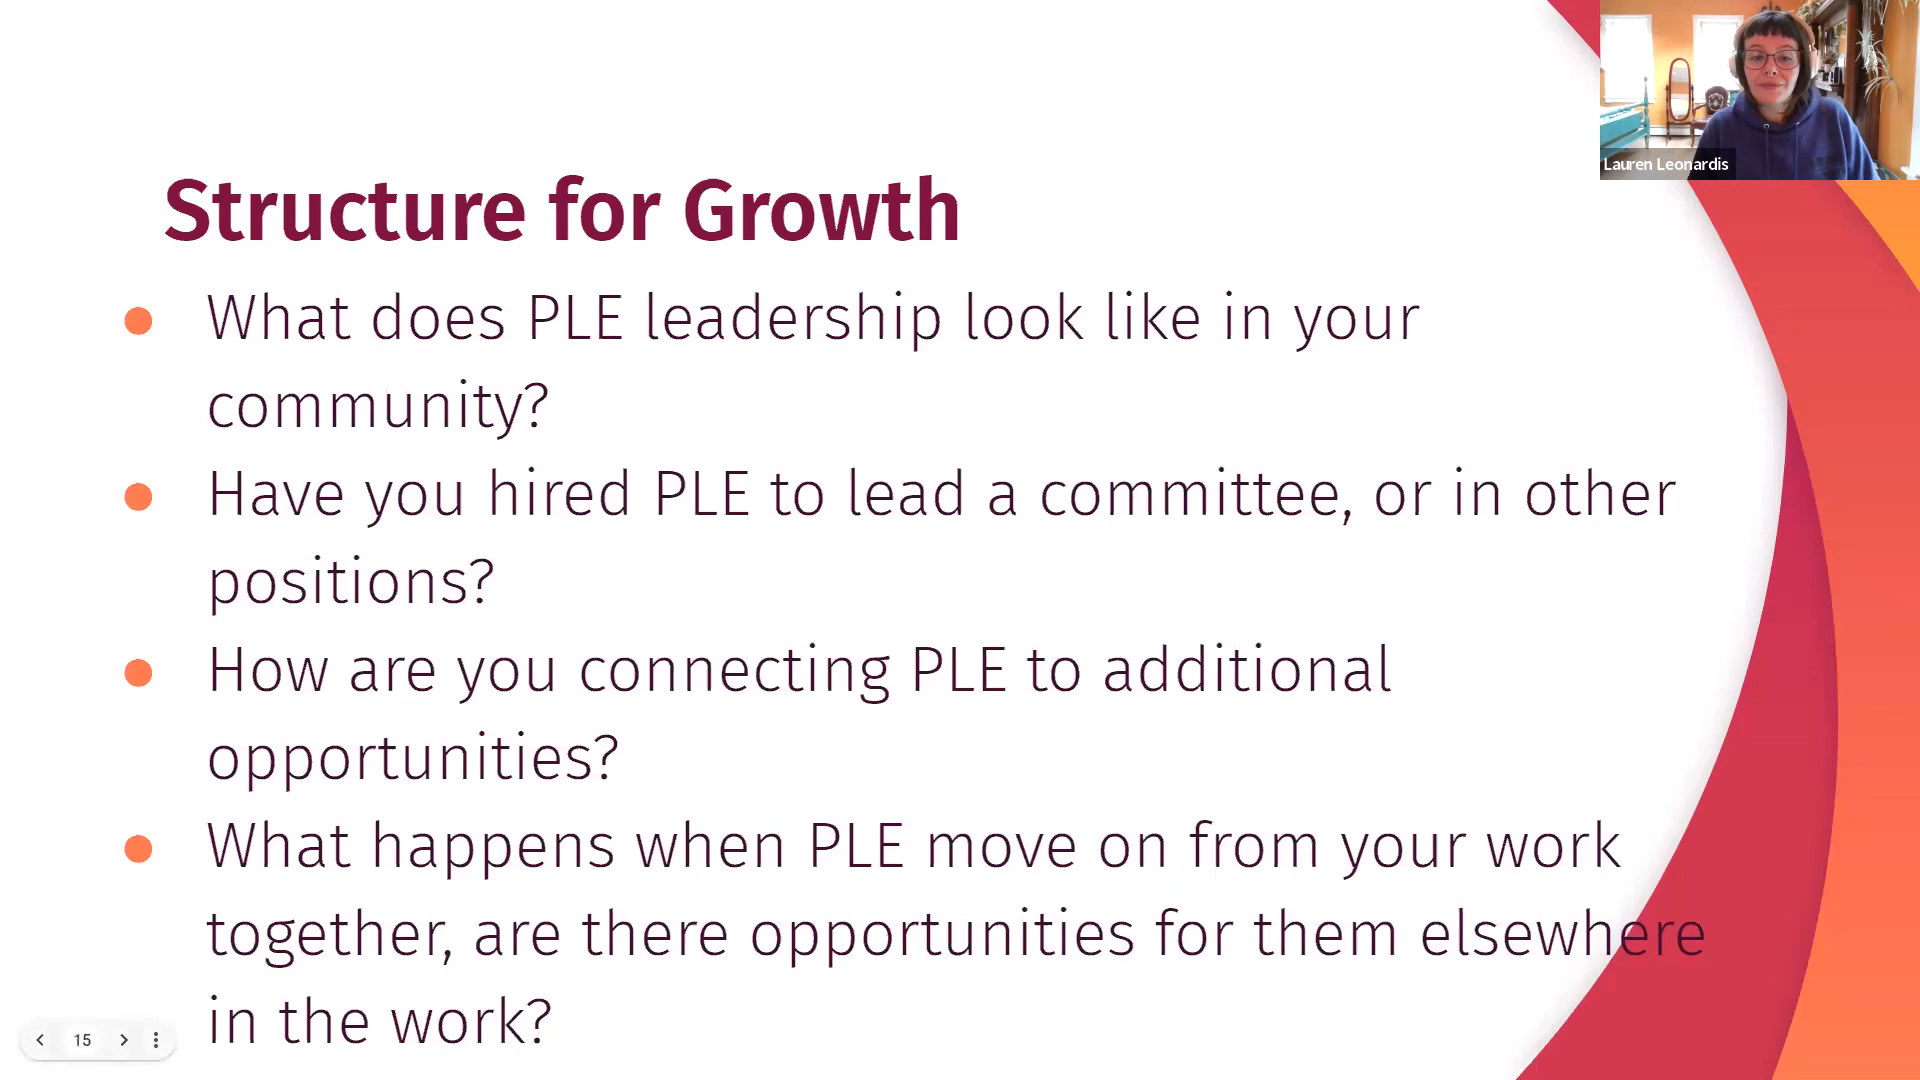 Lauren Leonardis
Structure for Growth
● What does PLE leadership look like in your
community?
● Have you hired PLE to lead a committee, or in other
positions?
● How are you connecting PLE to additional
opportunities?
● What happens when PLE move on from your work
together, are there opportunities for them elsewhere
in the work?
15